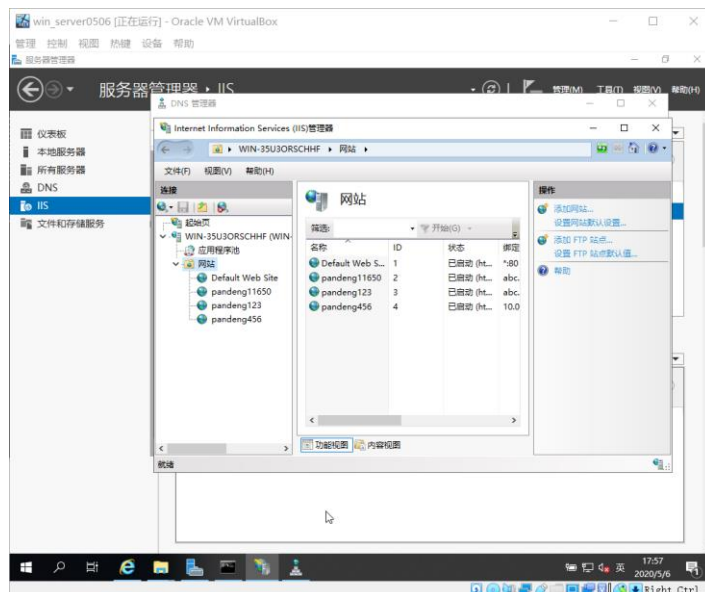 win_server0506 [正在运行] - Oracle VM VirtualBox
管理 控制 视图 热键 设备 帮助
服务器管理器
服务器管理器 ▸ IIS
管理(M) 工具(T) 视图(V) 帮助(H)
DNS 管理器
仪表板
本地服务器
所有服务器
DNS
IIS
文件和存储服务
Internet Information Services (IIS)管理器
WIN-35U3ORSCHHF ▸ 网站 ▸
文件(F) 视图(V) 帮助(H)
连接
起始页
WIN-35U3ORSCHHF (WIN-
应用程序池
网站
Default Web Site
pandeng11650
pandeng123
pandeng456
网站
筛选: 开始(G)
名称 ID 状态 绑定
Default Web S... 1 已启动 (ht... *:80
pandeng11650 2 已启动 (ht... abc.
pandeng123 3 已启动 (ht... abc.
pandeng456 4 已启动 (ht... 10.0
功能视图 内容视图
操作
添加网站...
设置网站默认设置...
添加 FTP 站点...
设置 FTP 站点默认值...
帮助
就绪
英
17:57
2020/5/6
Right Ctrl